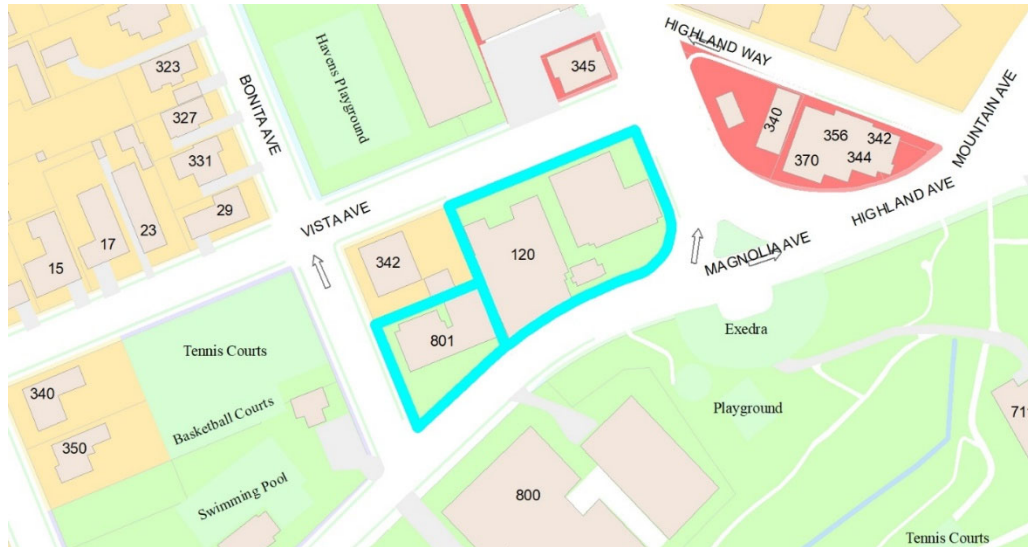 HIGHLAND WAY
323
BONITA AVE
Havens Playground
345
327
340
356
342
MOUNTAIN AVE
331
370
344
29
VISTA AVE
HIGHLAND AVE
23
17
15
342
120
MAGNOLIA AVE
801
Exedra
Tennis Courts
340
Basketball Courts
Playground
350
Swimming Pool
800
Tennis Courts